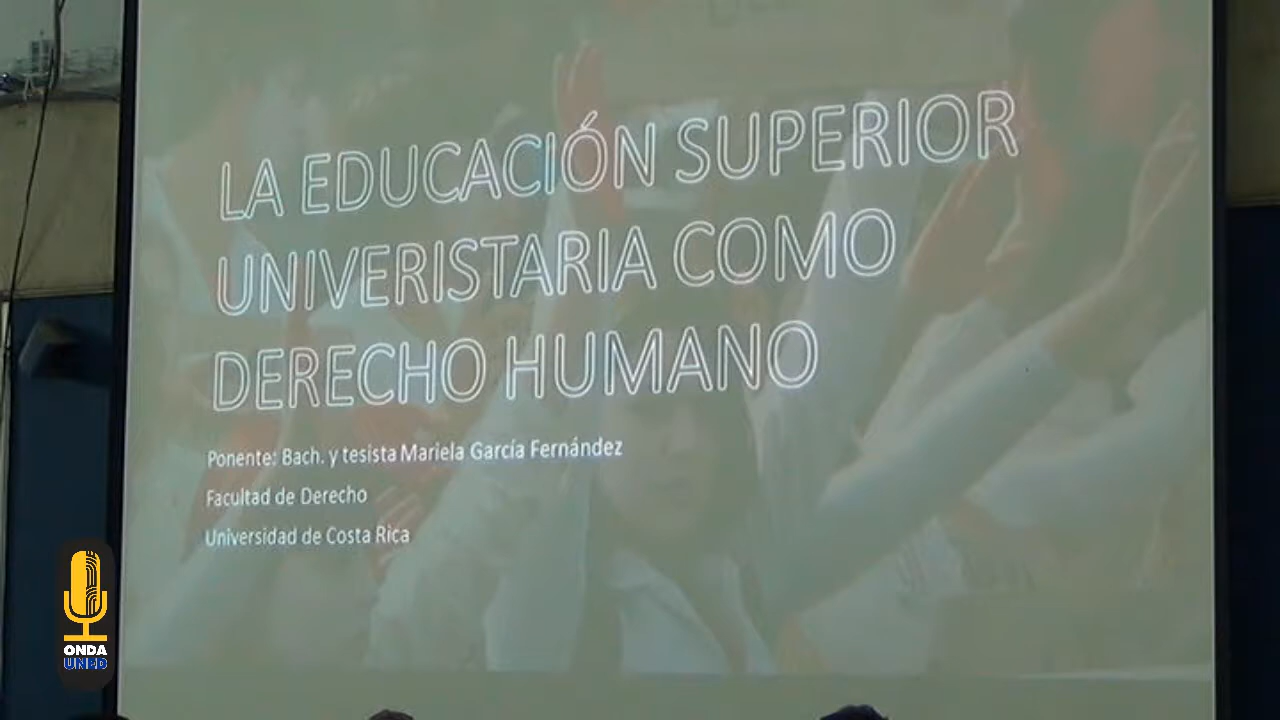 LA EDUCACIÓN SUPERIOR
UNIVERISTARIA COMO
DERECHO HUMANO
Ponente: Bach. y tesista Mariela García Fernández
Facultad de Derecho
Universidad de Costa Rica
ONDA
UNED